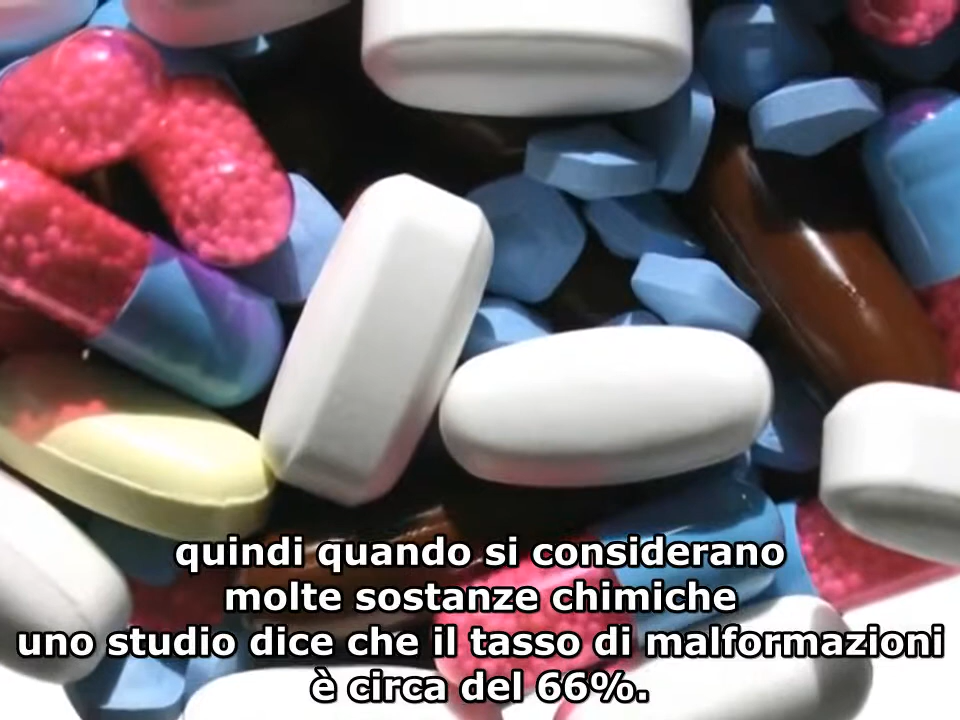 quindi quando si considerano
molte sostanze chimiche
uno studio dice che il tasso di malformazioni
è circa del 66%.